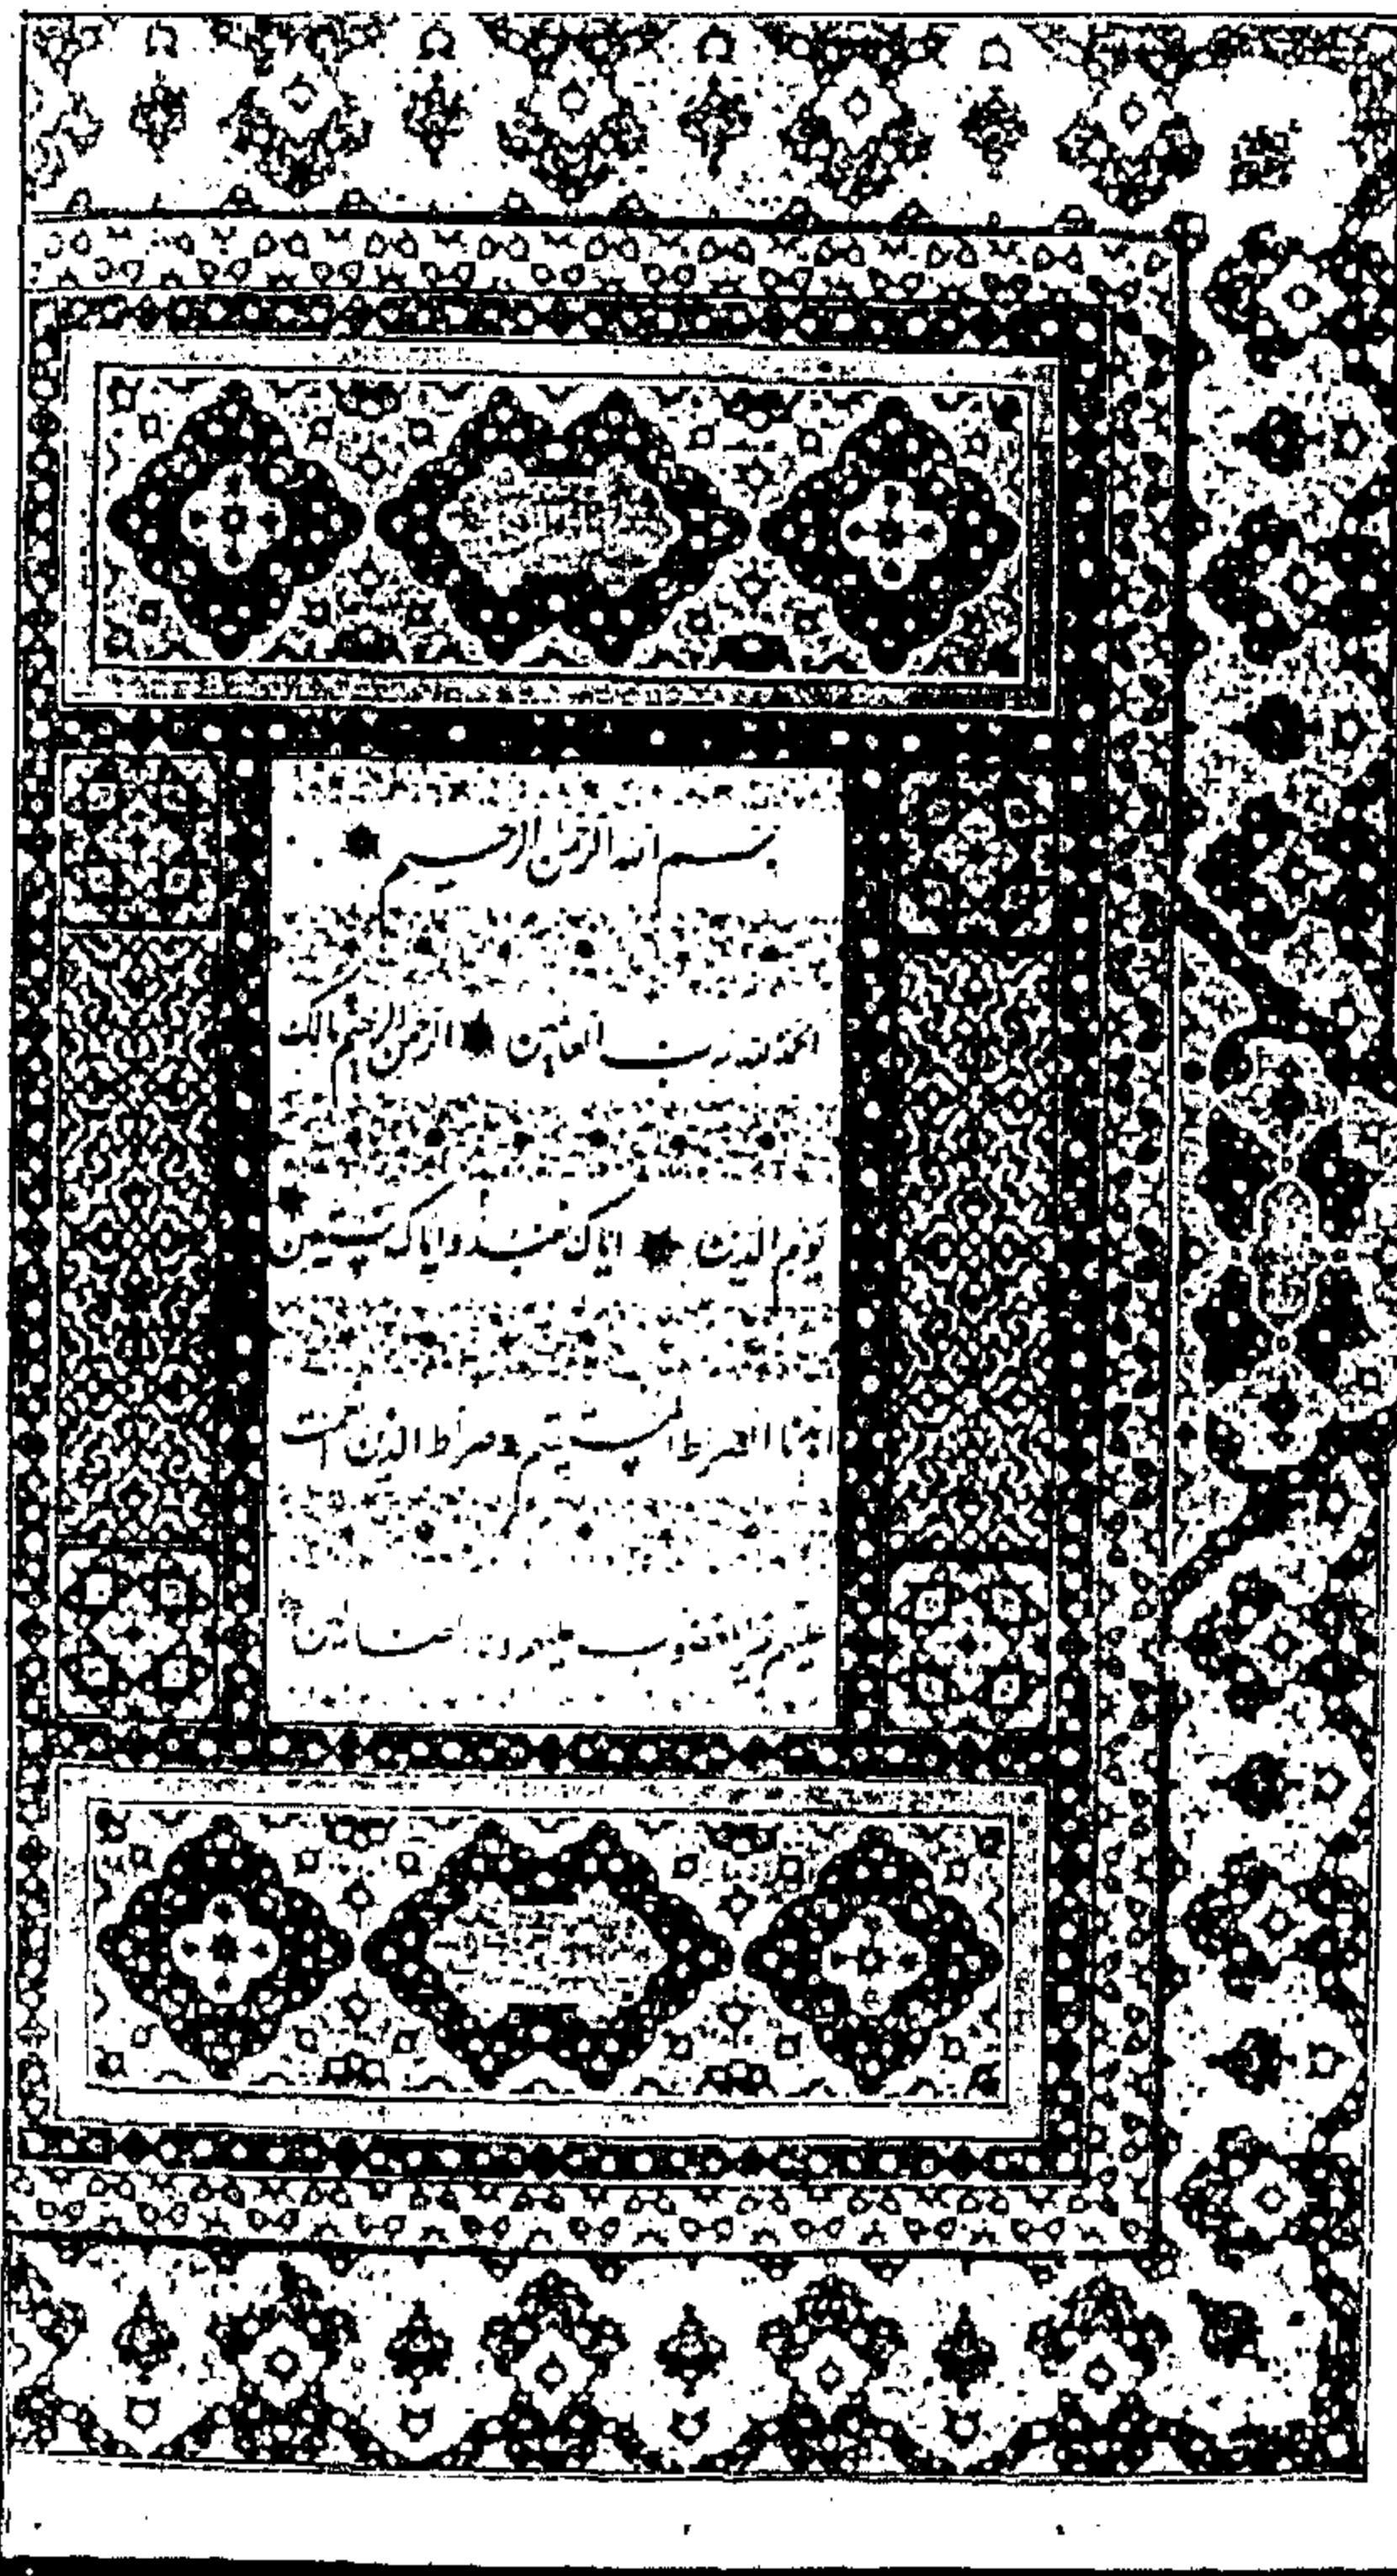 بسم الله الرحمن الرحيم
الحمد لله رب العالمين الرحمن الرحيم مالك
يوم الدين اياك نعبد واياك نستعين
اهدنا الصراط المستقيم صراط الذين انعمت
عليهم غير المغضوب عليهم ولا الضالين